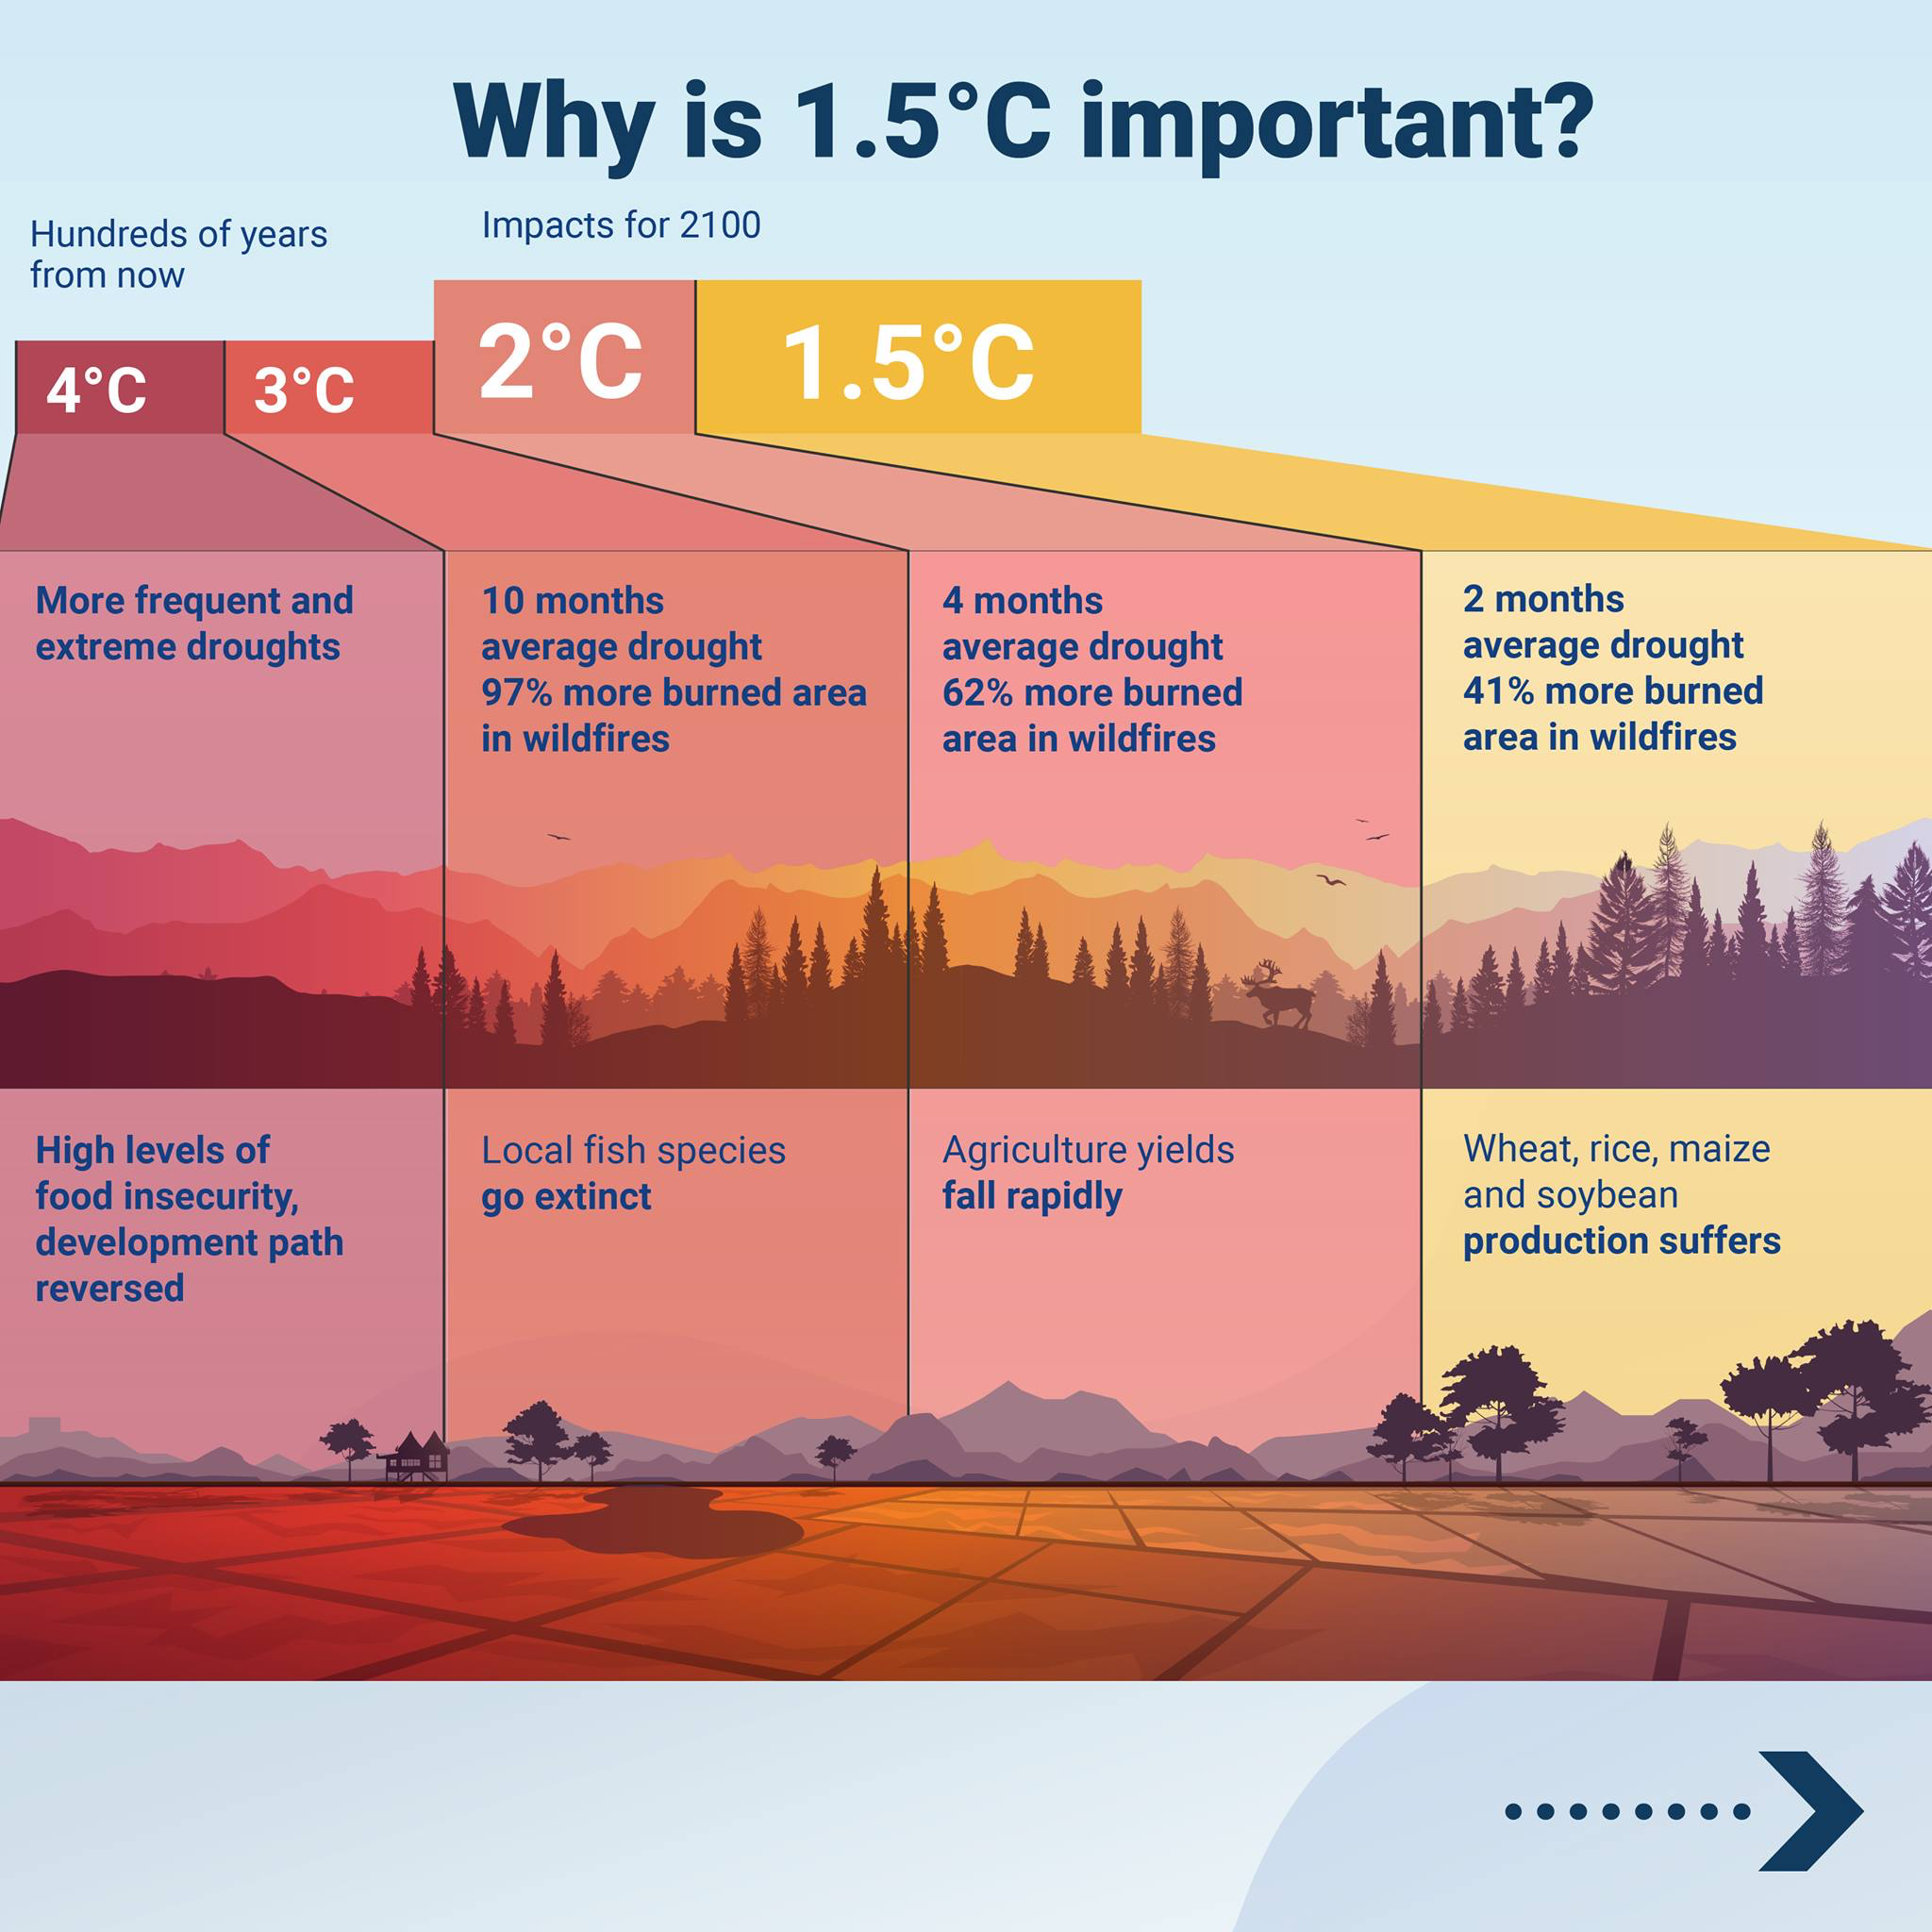 Why is 1.5°C important?
Hundreds of years
from now
Impacts for 2100
4°C
3°C
2°C
1.5°C
More frequent and
extreme droughts
10 months
average drought
97% more burned area
in wildfires
4 months
average drought
62% more burned
area in wildfires
2 months
average drought
41% more burned
area in wildfires
High levels of
food insecurity,
development path
reversed
Local fish species
go extinct
Agriculture yields
fall rapidly
Wheat, rice, maize
and soybean
production suffers